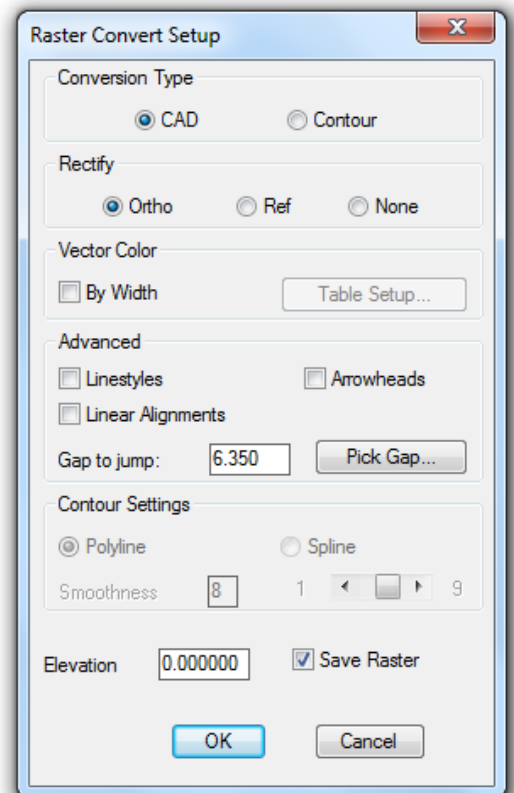 Raster Convert Setup
Conversion Type
CAD Contour
Rectify
Ortho Ref None
Vector Color
By Width Table Setup...
Advanced
Linestyles Arrowheads
Linear Alignments
Gap to jump: 6.350 Pick Gap...
Contour Settings
Polyline Spline
Smoothness 8 1 9
Elevation 0.000000 Save Raster
OK Cancel